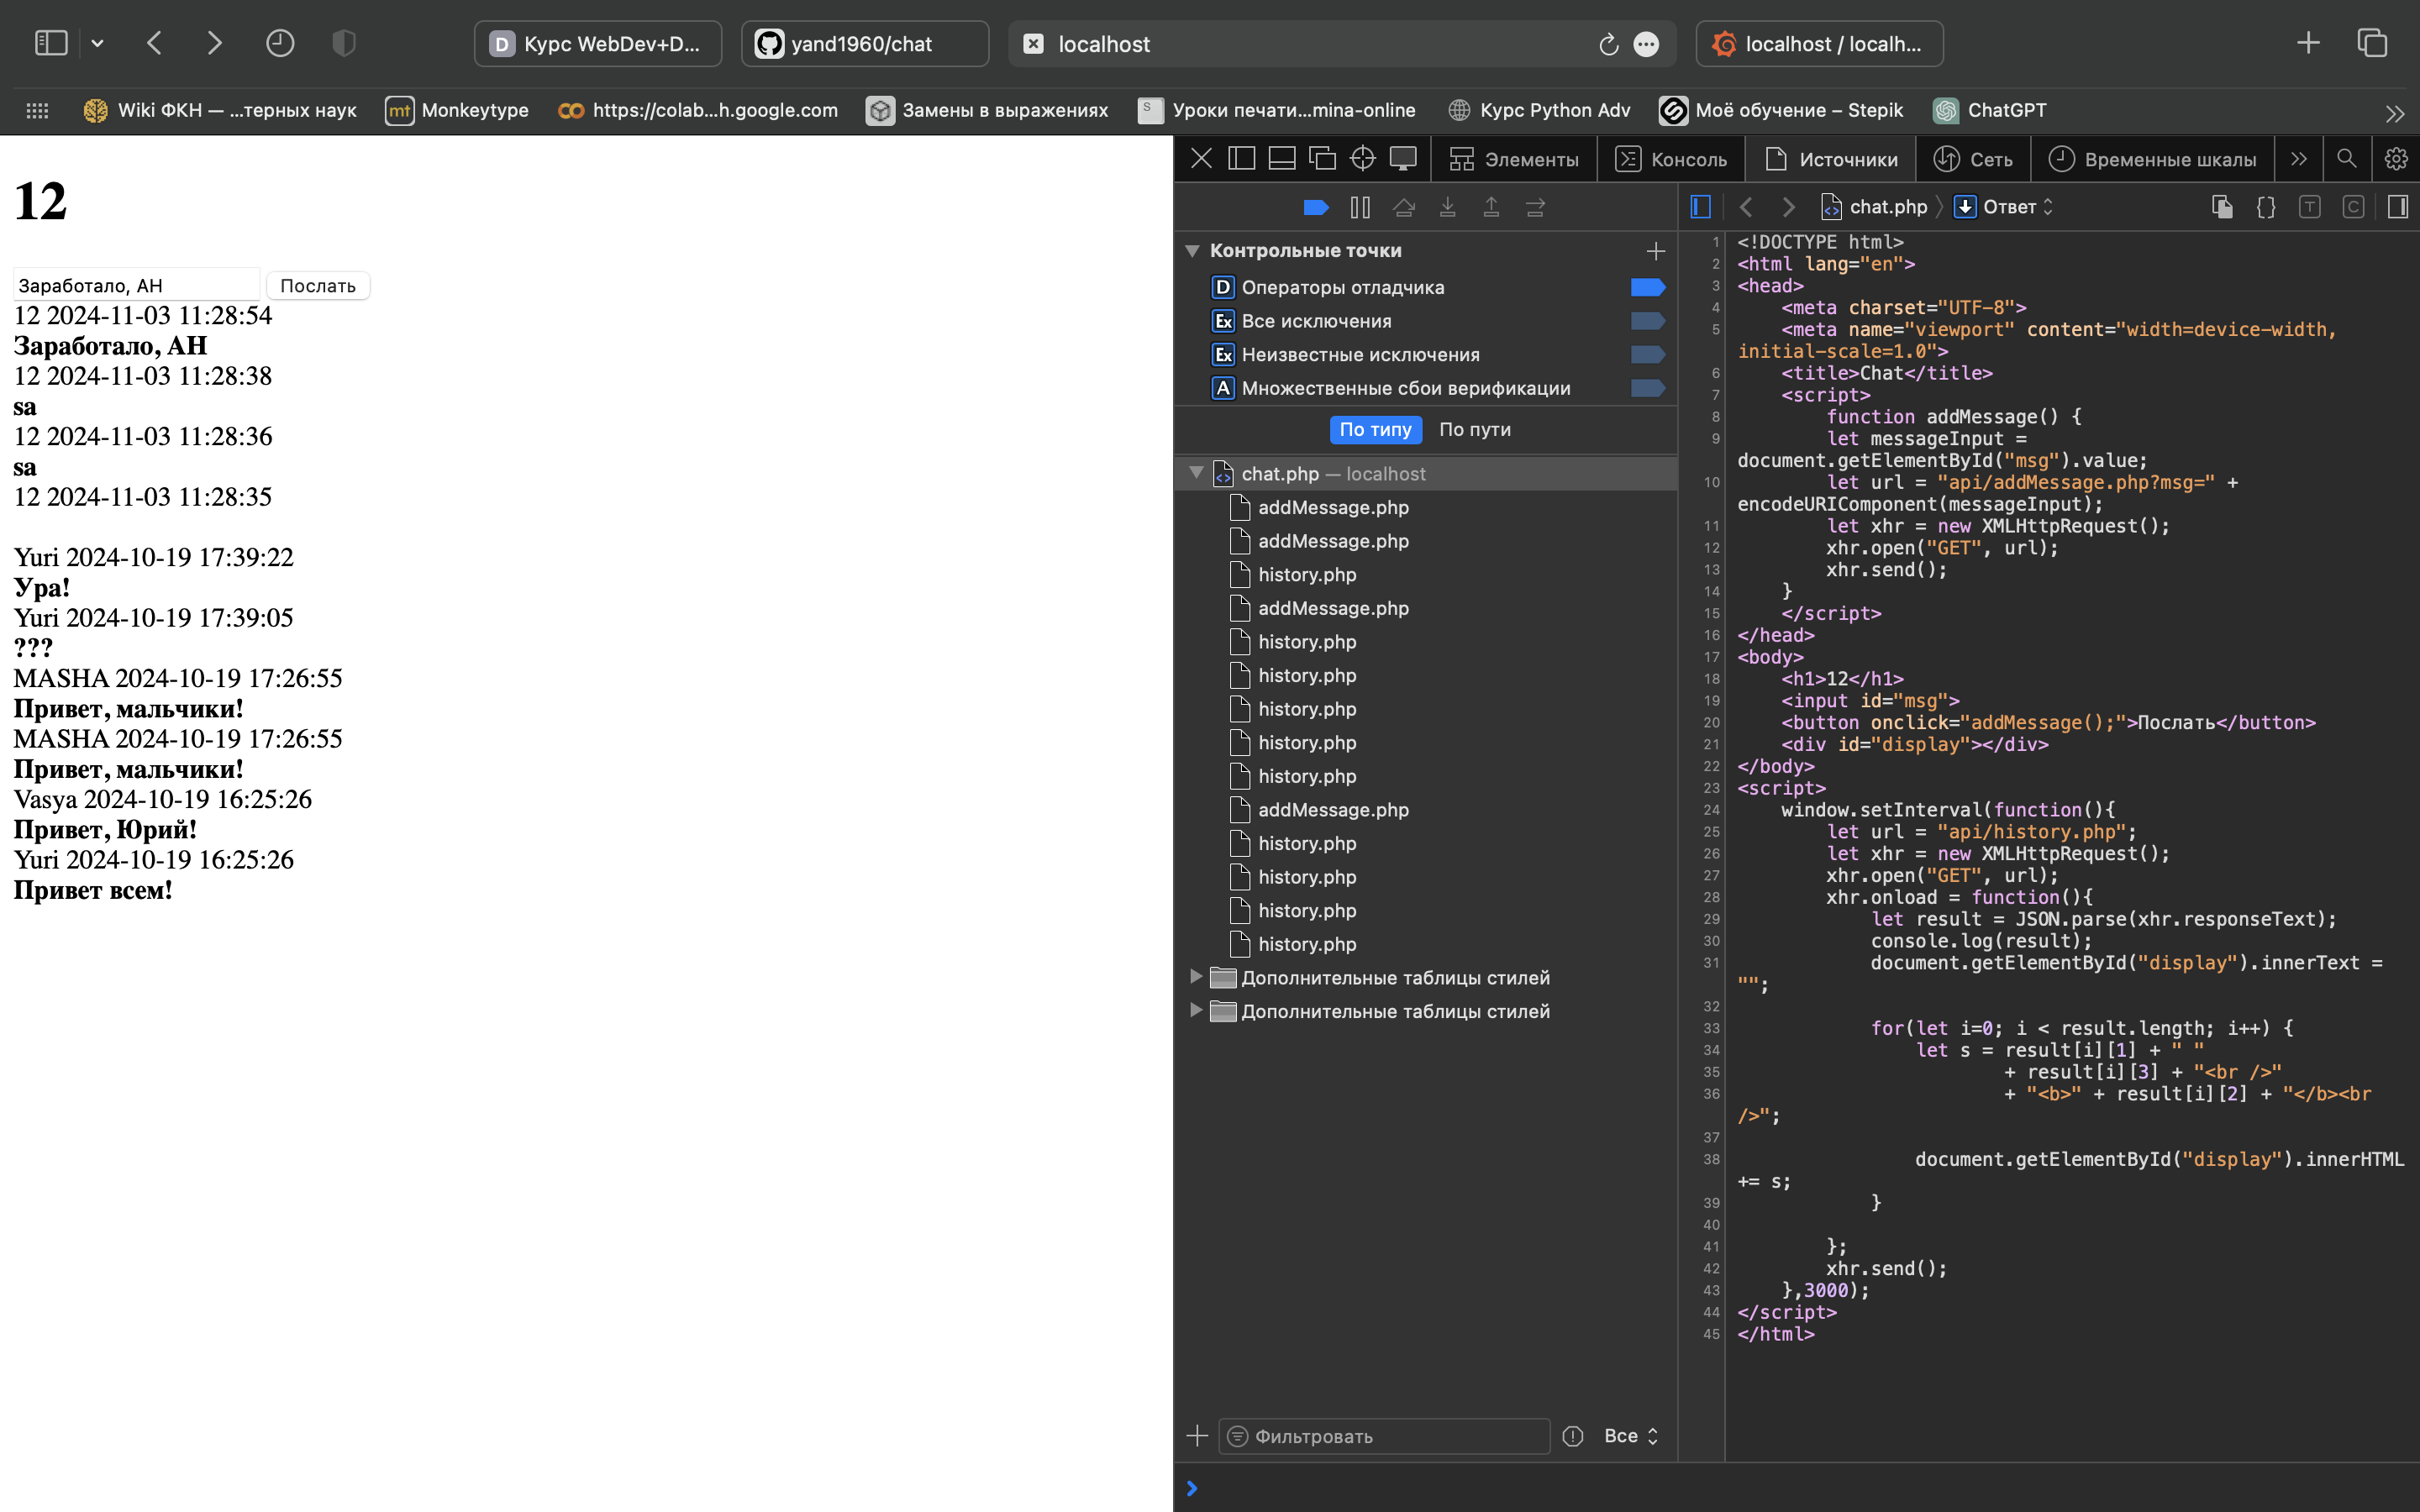 Курс WebDev+D...
yand1960/chat
localhost
localhost / localh...
Wiki ФКН — ...терных наук
Monkeytype
https://colab...h.google.com
Замены в выражениях
Уроки печати...mina-online
Курс Python Adv
Моё обучение – Stepik
ChatGPT
12
Заработало, АН
Послать
12 2024-11-03 11:28:54
Заработало, АН
12 2024-11-03 11:28:38
sa
12 2024-11-03 11:28:36
sa
12 2024-11-03 11:28:35
Yuri 2024-10-19 17:39:22
Ура!
Yuri 2024-10-19 17:39:05
???
MASHA 2024-10-19 17:26:55
Привет, мальчики!
MASHA 2024-10-19 17:26:55
Привет, мальчики!
Vasya 2024-10-19 16:25:26
Привет, Юрий!
Yuri 2024-10-19 16:25:26
Привет всем!
Элементы
Консоль
Источники
Сеть
Временные шкалы
Контрольные точки
D Операторы отладчика
Ex Все исключения
Ex Неизвестные исключения
A Множественные сбои верификации
По типу
По пути
chat.php — localhost
addMessage.php
addMessage.php
history.php
addMessage.php
history.php
history.php
history.php
history.php
history.php
addMessage.php
history.php
history.php
history.php
history.php
Дополнительные таблицы стилей
Дополнительные таблицы стилей
Фильтровать
Все
chat.php
Ответ
1 <!DOCTYPE html>
2 <html lang="en">
3 <head>
4 <meta charset="UTF-8">
5 <meta name="viewport" content="width=device-width,
initial-scale=1.0">
6 <title>Chat</title>
7 <script>
8 function addMessage() {
9 let messageInput =
document.getElementById("msg").value;
10 let url = "api/addMessage.php?msg=" +
encodeURIComponent(messageInput);
11 let xhr = new XMLHttpRequest();
12 xhr.open("GET", url);
13 xhr.send();
14 }
15 </script>
16 </head>
17 <body>
18 <h1>12</h1>
19 <input id="msg">
20 <button onclick="addMessage();">Послать</button>
21 <div id="display"></div>
22 </body>
23 <script>
24 window.setInterval(function(){
25 let url = "api/history.php";
26 let xhr = new XMLHttpRequest();
27 xhr.open("GET", url);
28 xhr.onload = function(){
29 let result = JSON.parse(xhr.responseText);
30 console.log(result);
31 document.getElementById("display").innerText =
"";
32
33 for(let i=0; i < result.length; i++) {
34 let s = result[i][1] + " "
35 + result[i][3] + "<br />"
36 + "<b>" + result[i][2] + "</b><br
/>";
37
38 document.getElementById("display").innerHTML
+= s;
39 }
40
41 };
42 xhr.send();
43 },3000);
44 </script>
45 </html>